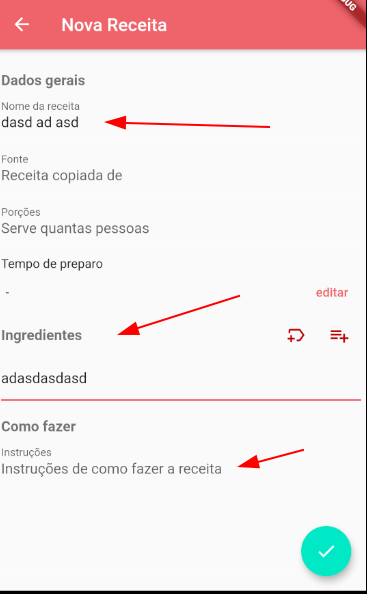 Nova Receita
UG
Dados gerais
Nome da receita
dasd ad asd
Fonte
Receita copiada de
Porções
Serve quantas pessoas
Tempo de preparo
- editar
Ingredientes
adasdasdasd
Como fazer
Instruções
Instruções de como fazer a receita